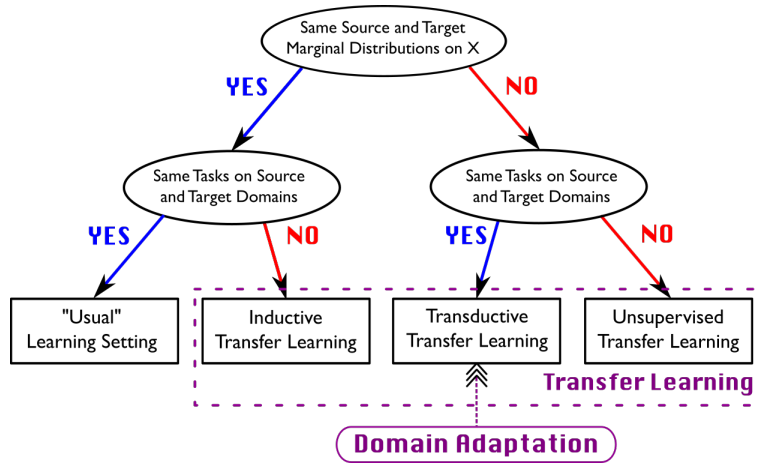 Same Source and Target
Marginal Distributions on X
YES
NO
Same Tasks on Source
and Target Domains
Same Tasks on Source
and Target Domains
YES
NO
YES
NO
"Usual"
Learning Setting
Inductive
Transfer Learning
Transductive
Transfer Learning
Unsupervised
Transfer Learning
Transfer Learning
Domain Adaptation